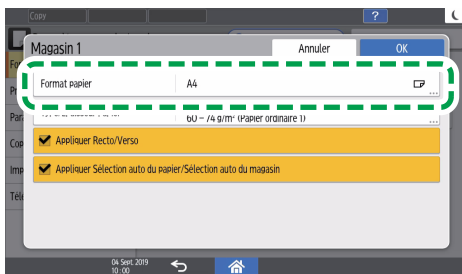 Copy
?
Magasin 1
Annuler
OK
Format papier
A4
60 – 74 g/m² (Papier ordinaire 1)
Appliquer Recto/Verso
Appliquer Sélection auto du papier/Sélection auto du magasin
04 Sept. 2019
10:00